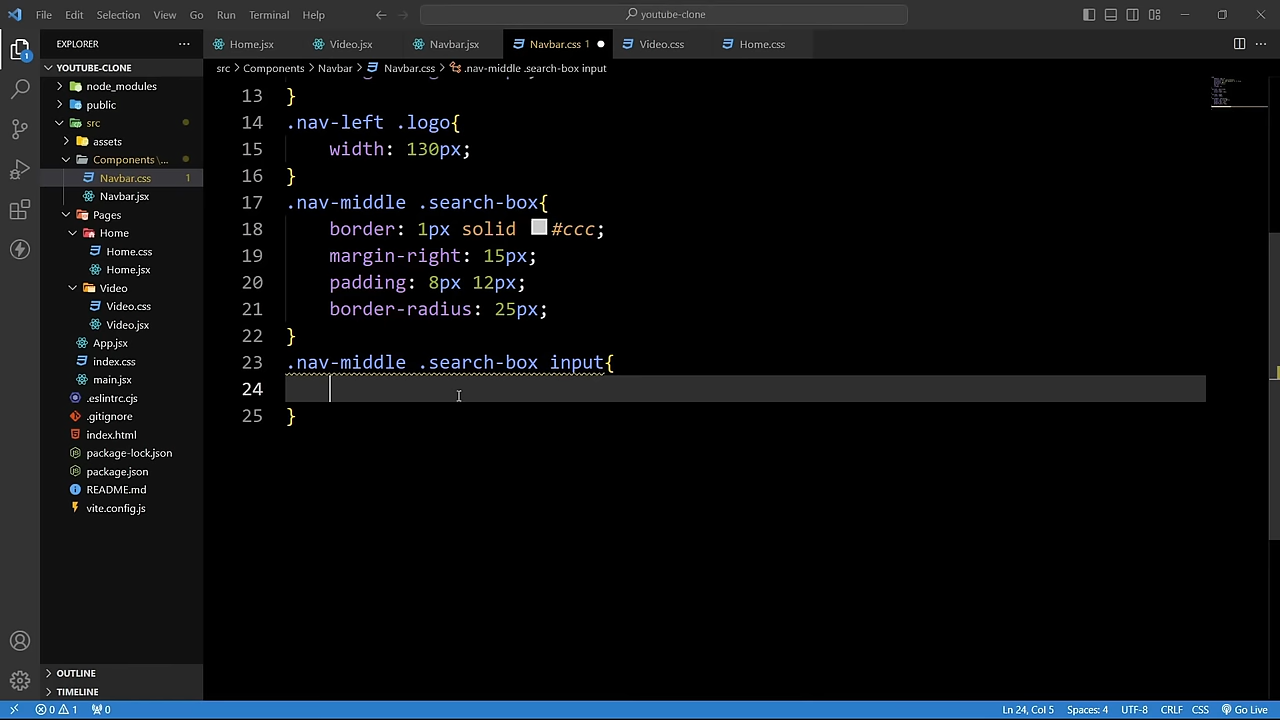 File Edit Selection View Go Run Terminal Help youtube-clone
EXPLORER
Home.jsx Video.jsx Navbar.jsx Navbar.css 1 Video.css Home.css
src > Components > Navbar > Navbar.css > .nav-middle .search-box input
YOUTUBE-CLONE
node_modules
public
src
assets
Components \ ...
Navbar.css 1
Navbar.jsx
Pages
Home
Home.css
Home.jsx
Video
Video.css
Video.jsx
App.jsx
index.css
main.jsx
.eslintrc.cjs
.gitignore
index.html
package-lock.json
package.json
README.md
vite.config.js
OUTLINE
TIMELINE
1
13 }
14 .nav-left .logo{
15 width: 130px;
16 }
17 .nav-middle .search-box{
18 border: 1px solid #ccc;
19 margin-right: 15px;
20 padding: 8px 12px;
21 border-radius: 25px;
22 }
23 .nav-middle .search-box input{
24
25 }
0 1 0 Ln 24, Col 5 Spaces: 4 UTF-8 CRLF CSS Go Live